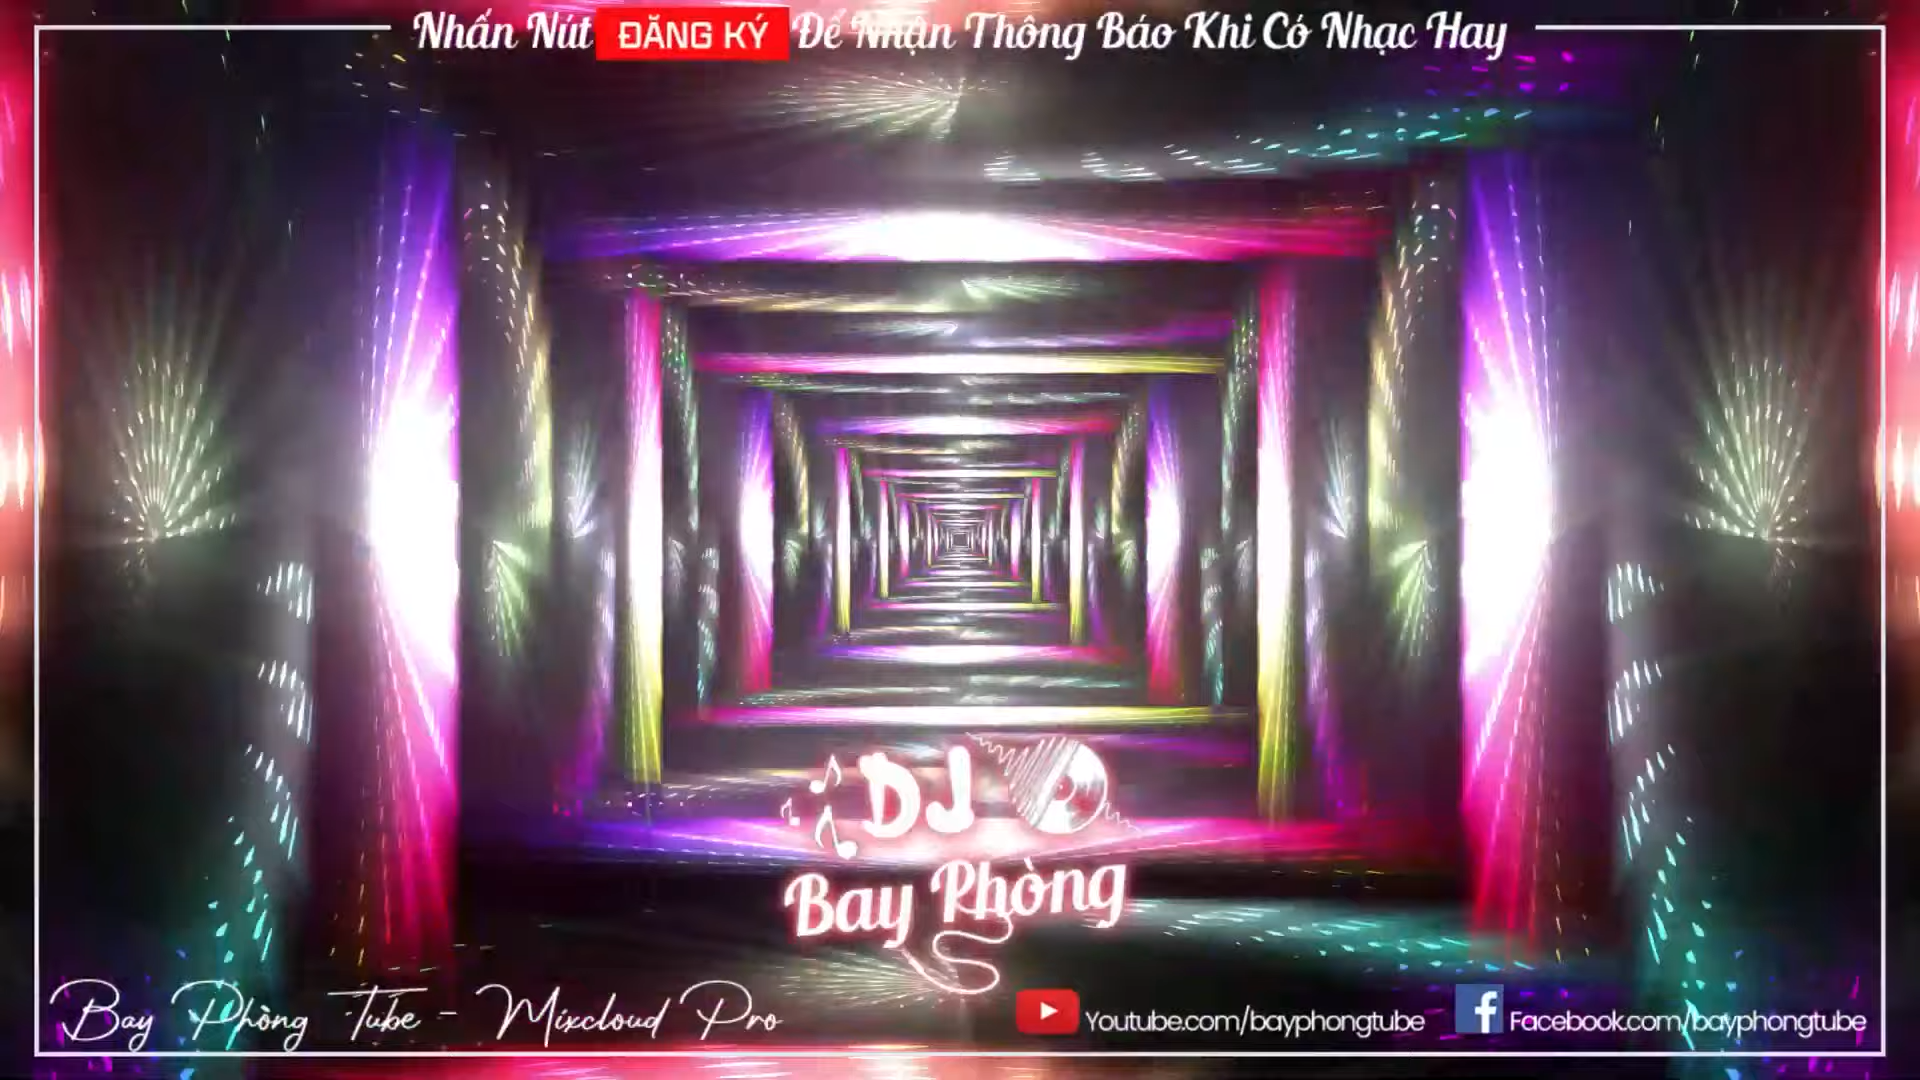 Nhấn Nút ĐĂNG KÝ Để Nhận Thông Báo Khi Có Nhạc Hay
DJ
Bay Phòng
Bay Phòng Tube - Mixcloud Pro
Youtube.com/bayphongtube
Facebook.com/bayphongtube